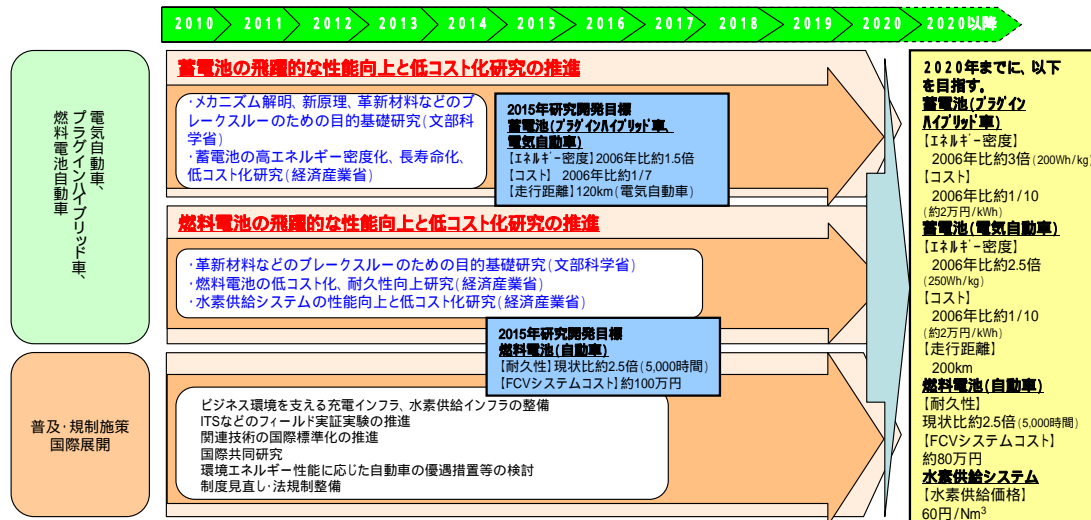 2010 2011 2012 2013 2014 2015 2016 2017 2018 2019 2020 2020以降
電気自動車、
プラグインハイブリッド車、
燃料電池自動車
蓄電池の飛躍的な性能向上と低コスト化研究の推進
・メカニズム解明、新原理、革新材料などのブ
レークスルーのための目的基礎研究(文部科
学省)
・蓄電池の高エネルギー密度化、長寿命化、
低コスト化研究(経済産業省)
2015年研究開発目標
蓄電池(プラグインハイブリッド車、
電気自動車)
【エネルギー密度】2006年比約1.5倍
【コスト】 2006年比約1/7
【走行距離】120km(電気自動車)
燃料電池の飛躍的な性能向上と低コスト化研究の推進
・革新材料などのブレークスルーのための目的基礎研究(文部科学省)
・燃料電池の低コスト化、耐久性向上研究(経済産業省)
・水素供給システムの性能向上と低コスト化研究(経済産業省)
2015年研究開発目標
燃料電池(自動車)
【耐久性】現状比約2.5倍(5,000時間)
【FCVシステムコスト】約100万円
普及・規制施策
国際展開
ビジネス環境を支える充電インフラ、水素供給インフラの整備
ITSなどのフィールド実証実験の推進
関連技術の国際標準化の推進
国際共同研究
環境エネルギー性能に応じた自動車の優遇措置等の検討
制度見直し・法規制整備
2020年までに、以下
を目指す。
蓄電池(プラグイン
ハイブリッド車)
【エネルギー密度】
2006年比約3倍(200Wh/kg)
【コスト】
2006年比約1/10
(約2万円/kWh)
蓄電池(電気自動車)
【エネルギー密度】
2006年比約2.5倍
(250Wh/kg)
【コスト】
2006年比約1/10
(約2万円/kWh)
【走行距離】
200km
燃料電池(自動車)
【耐久性】
現状比約2.5倍(5,000時間)
【FCVシステムコスト】
約80万円
水素供給システム
【水素供給価格】
60円/Nm³